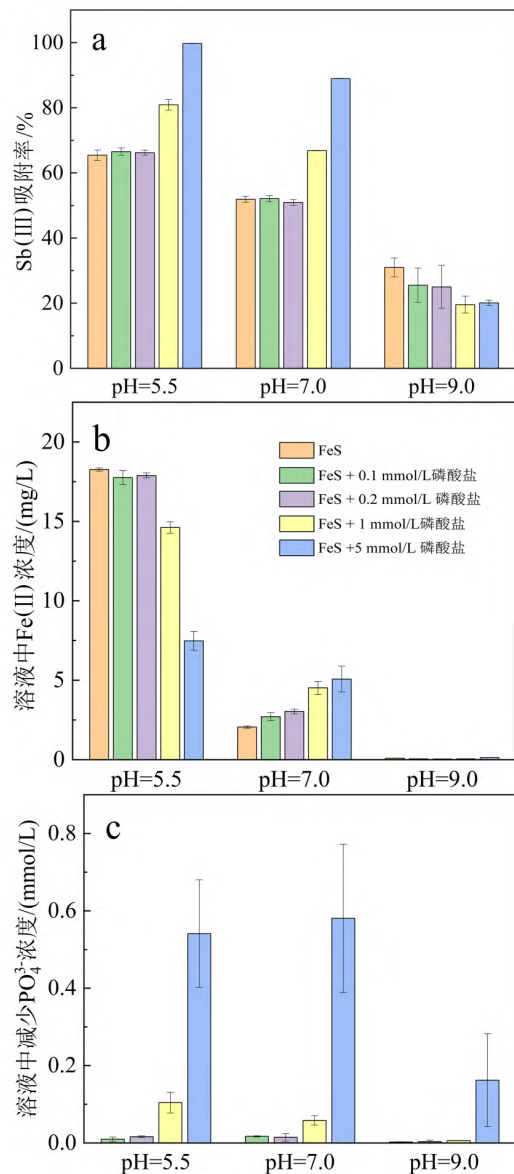 a
100
80
60
40
20
0
Sb(III)吸附率/%
pH=5.5 pH=7.0 pH=9.0
b
20
15
10
5
0
溶液中Fe(II)浓度/(mg/L)
FeS
FeS + 0.1 mmol/L磷酸盐
FeS + 0.2 mmol/L 磷酸盐
FeS + 1 mmol/L磷酸盐
FeS +5 mmol/L 磷酸盐
pH=5.5 pH=7.0 pH=9.0
c
0.8
0.6
0.4
0.2
0.0
溶液中减少PO₄³⁻浓度/(mmol/L)
pH=5.5 pH=7.0 pH=9.0